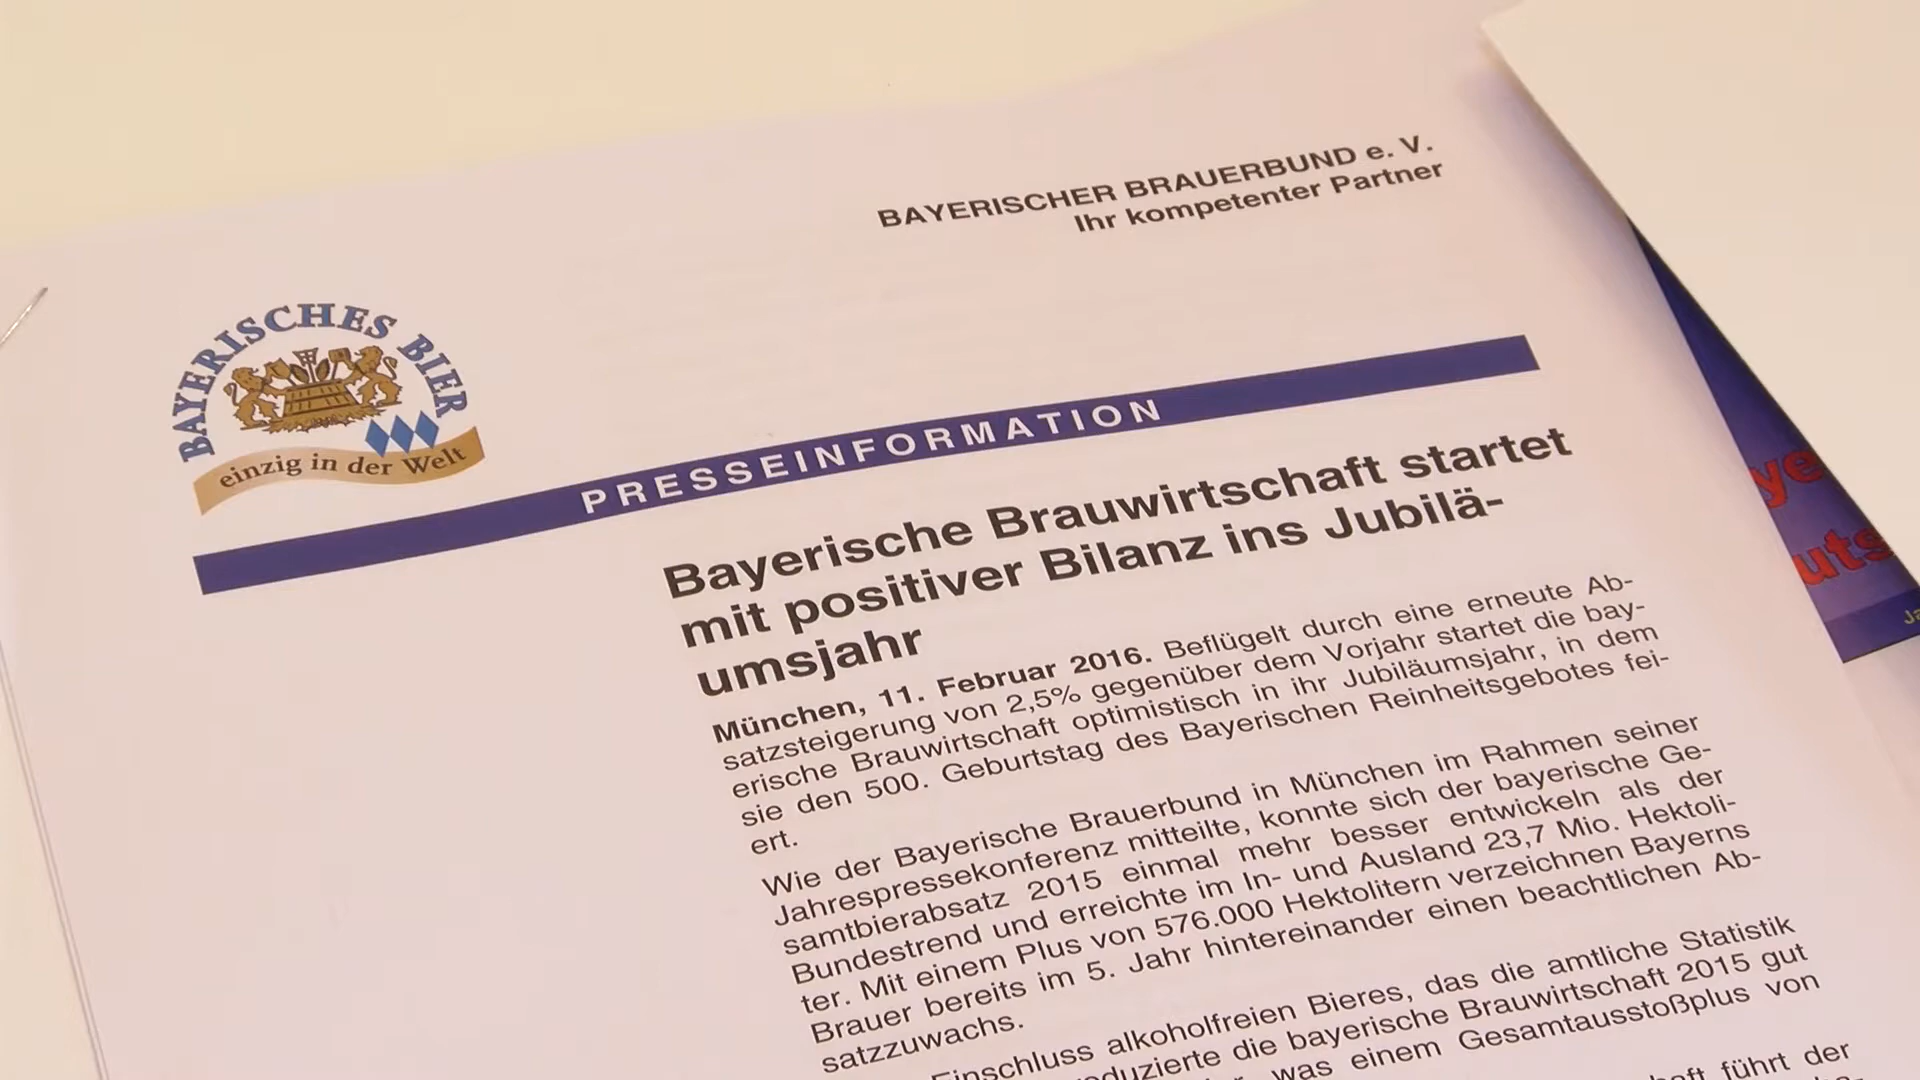 BAYERISCHER BRAUERBUND e. V.
Ihr kompetenter Partner
BAYERISCHES BIER
einzig in der Welt
PRESSEINFORMATION
Bayerische Brauwirtschaft startet
mit positiver Bilanz ins Jubilä-
umsjahr
München, 11. Februar 2016. Beflügelt durch eine erneute Ab-
satzsteigerung von 2,5% gegenüber dem Vorjahr startet die bay-
erische Brauwirtschaft optimistisch in ihr Jubiläumsjahr, in dem
sie den 500. Geburtstag des Bayerischen Reinheitsgebotes fei-
ert.
Wie der Bayerische Brauerbund in München im Rahmen seiner
Jahrespressekonferenz mitteilte, konnte sich der bayerische Ge-
samtbierabsatz 2015 einmal mehr besser entwickeln als der
Bundestrend und erreichte im In- und Ausland 23,7 Mio. Hektoli-
ter. Mit einem Plus von 576.000 Hektolitern verzeichnen Bayerns
Brauer bereits im 5. Jahr hintereinander einen beachtlichen Ab-
satzzuwachs.
Einschluss alkoholfreien Bieres, das die amtliche Statistik
duzierte die bayerische Brauwirtschaft 2015 gut
was einem Gesamtausstoßplus von
führt der
ye
uts